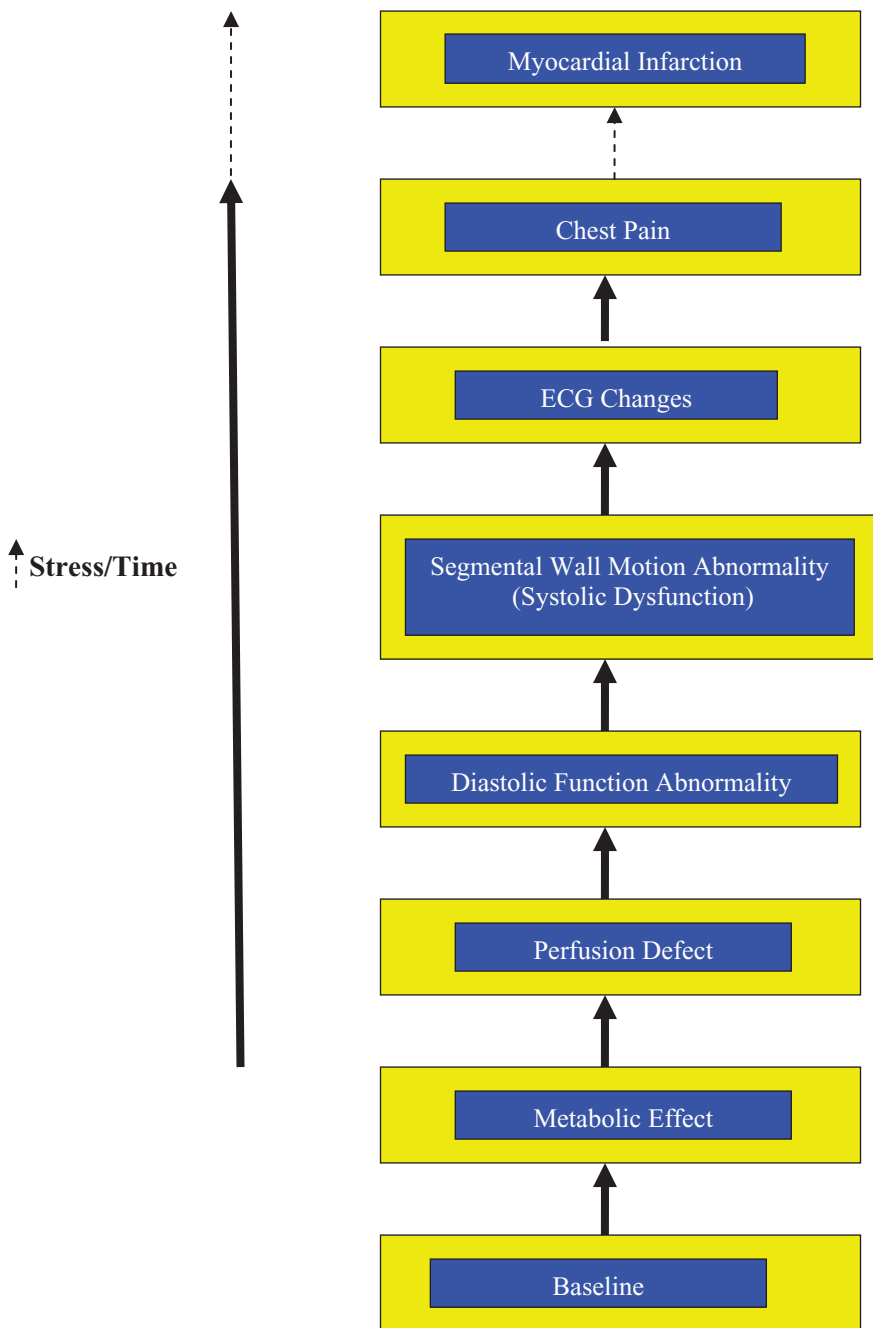 Myocardial Infarction
Chest Pain
ECG Changes
Stress/Time
Segmental Wall Motion Abnormality
(Systolic Dysfunction)
Diastolic Function Abnormality
Perfusion Defect
Metabolic Effect
Baseline